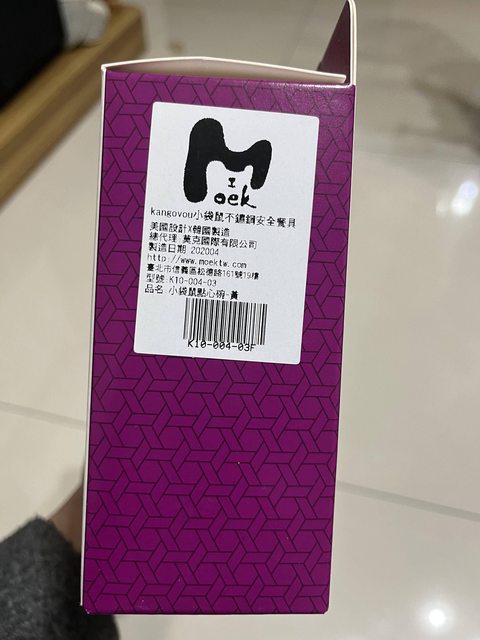 Moek
kangovou小袋鼠不鏽鋼安全餐具
美國設計X韓國製造
總代理 莫克國際有限公司
製造日期 202004
http://www.moektw.com
臺北市信義區松德路161號19樓
型號 K10-004-03
品名 小袋鼠點心碗-黃
K10-004-03F